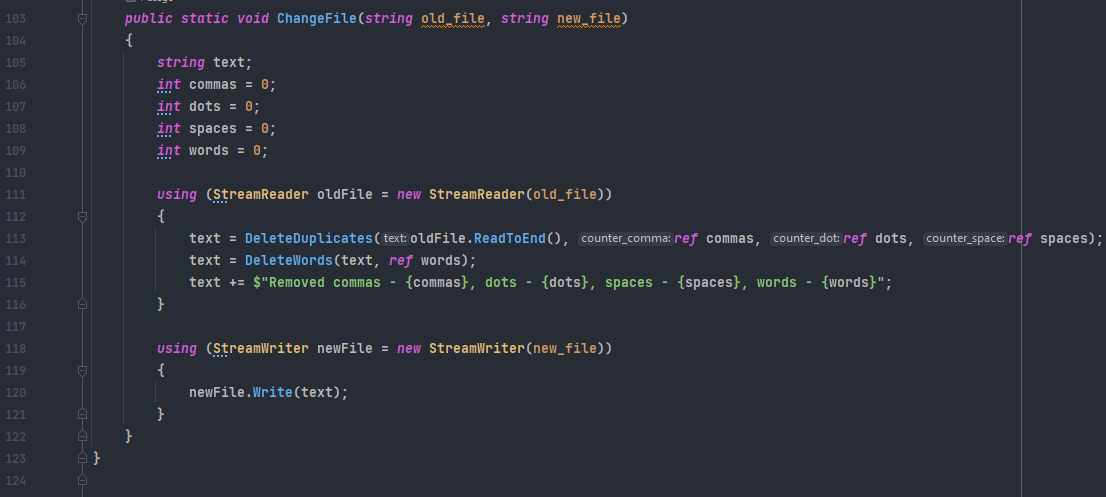 103 public static void ChangeFile(string old_file, string new_file)
104 {
105 string text;
106 int commas = 0;
107 int dots = 0;
108 int spaces = 0;
109 int words = 0;
110
111 using (StreamReader oldFile = new StreamReader(old_file))
112 {
113 text = DeleteDuplicates(text: oldFile.ReadToEnd(), counter_comma: ref commas, counter_dot: ref dots, counter_space: ref spaces);
114 text = DeleteWords(text, ref words);
115 text += $"Removed commas - {commas}, dots - {dots}, spaces - {spaces}, words - {words}";
116 }
117
118 using (StreamWriter newFile = new StreamWriter(new_file))
119 {
120 newFile.Write(text);
121 }
122 }
123 }
124